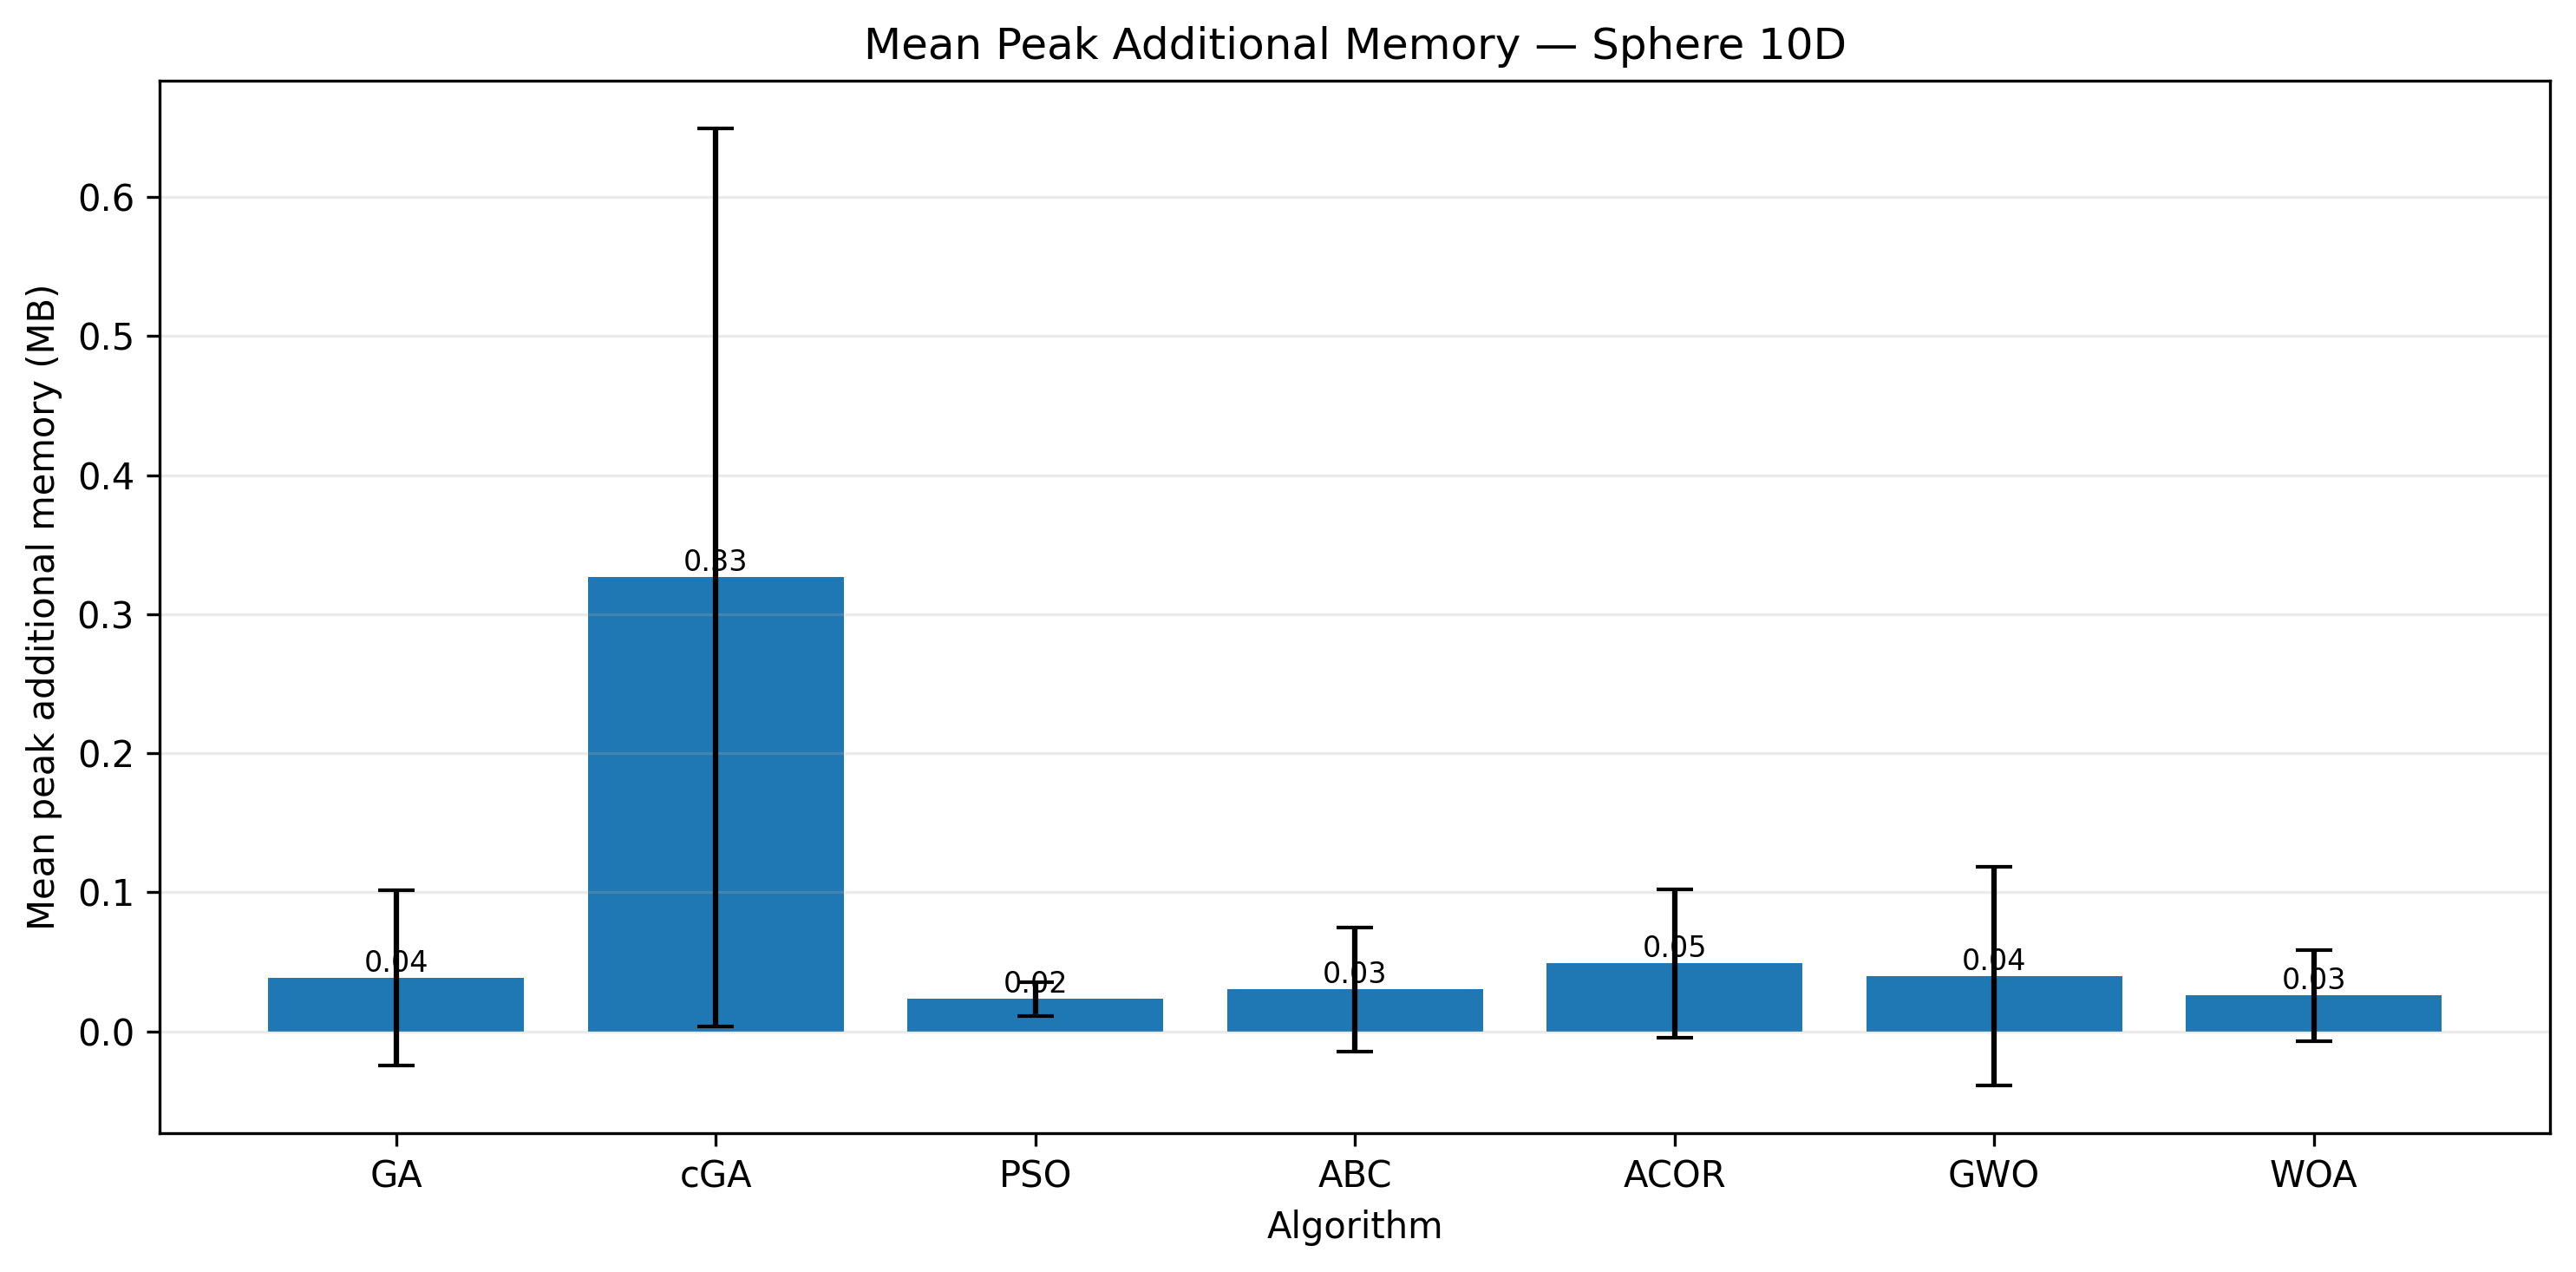 Mean Peak Additional Memory — Sphere 10D
Mean peak additional memory (MB)
0.6
0.5
0.4
0.3
0.2
0.1
0.0
0.04
0.33
0.02
0.03
0.05
0.04
0.03
GA
cGA
PSO
ABC
ACOR
GWO
WOA
Algorithm